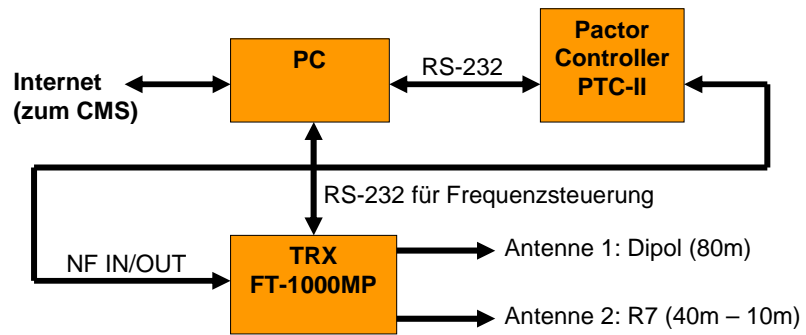 Internet
(zum CMS)
PC
RS-232
Pactor
Controller
PTC-II
RS-232 für Frequenzsteuerung
NF IN/OUT
TRX
FT-1000MP
Antenne 1: Dipol (80m)
Antenne 2: R7 (40m – 10m)